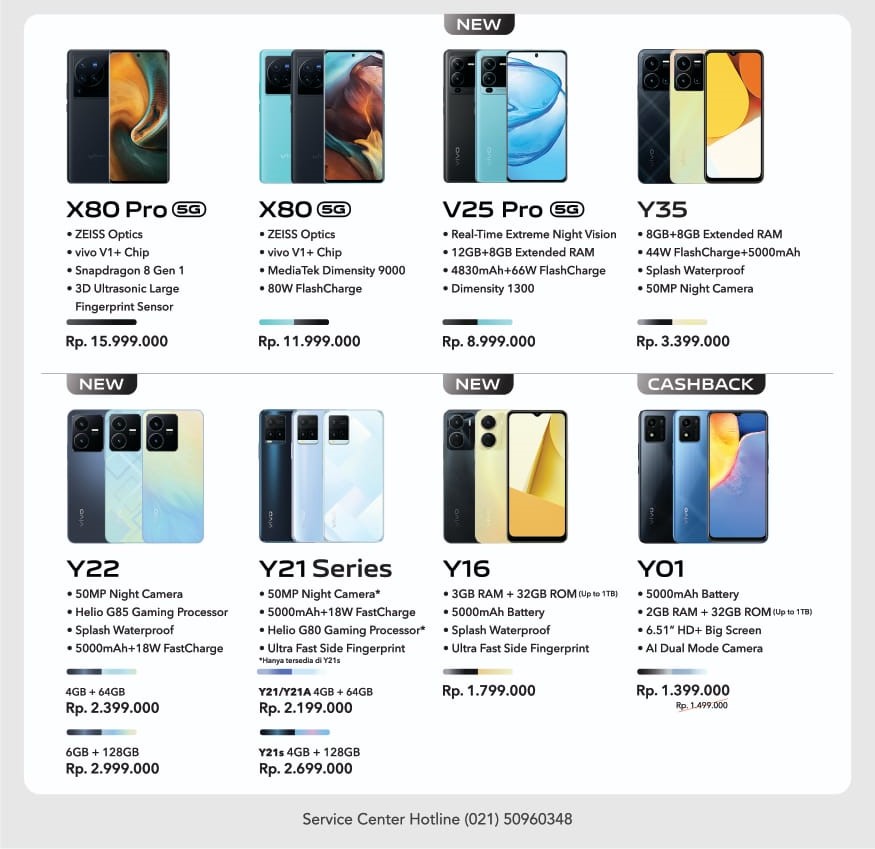 NEW
X80 Pro 5G
• ZEISS Optics
• vivo V1+ Chip
• Snapdragon 8 Gen 1
• 3D Ultrasonic Large
Fingerprint Sensor
Rp. 15.999.000
X80 5G
• ZEISS Optics
• vivo V1+ Chip
• MediaTek Dimensity 9000
• 80W FlashCharge
Rp. 11.999.000
V25 Pro 5G
• Real-Time Extreme Night Vision
• 12GB+8GB Extended RAM
• 4830mAh+66W FlashCharge
• Dimensity 1300
Rp. 8.999.000
Y35
• 8GB+8GB Extended RAM
• 44W FlashCharge+5000mAh
• Splash Waterproof
• 50MP Night Camera
Rp. 3.399.000
NEW
Y22
• 50MP Night Camera
• Helio G85 Gaming Processor
• Splash Waterproof
• 5000mAh+18W FastCharge
4GB + 64GB
Rp. 2.399.000
6GB + 128GB
Rp. 2.999.000
Y21 Series
• 50MP Night Camera*
• 5000mAh+18W FastCharge
• Helio G80 Gaming Processor*
• Ultra Fast Side Fingerprint
*Hanya tersedia di Y21s
Y21/Y21A 4GB + 64GB
Rp. 2.199.000
Y21s 4GB + 128GB
Rp. 2.699.000
NEW
Y16
• 3GB RAM + 32GB ROM (Up to 1TB)
• 5000mAh Battery
• Splash Waterproof
• Ultra Fast Side Fingerprint
Rp. 1.799.000
CASHBACK
Y01
• 5000mAh Battery
• 2GB RAM + 32GB ROM (Up to 1TB)
• 6.51” HD+ Big Screen
• AI Dual Mode Camera
Rp. 1.399.000
Rp. 1.499.000
Service Center Hotline (021) 50960348